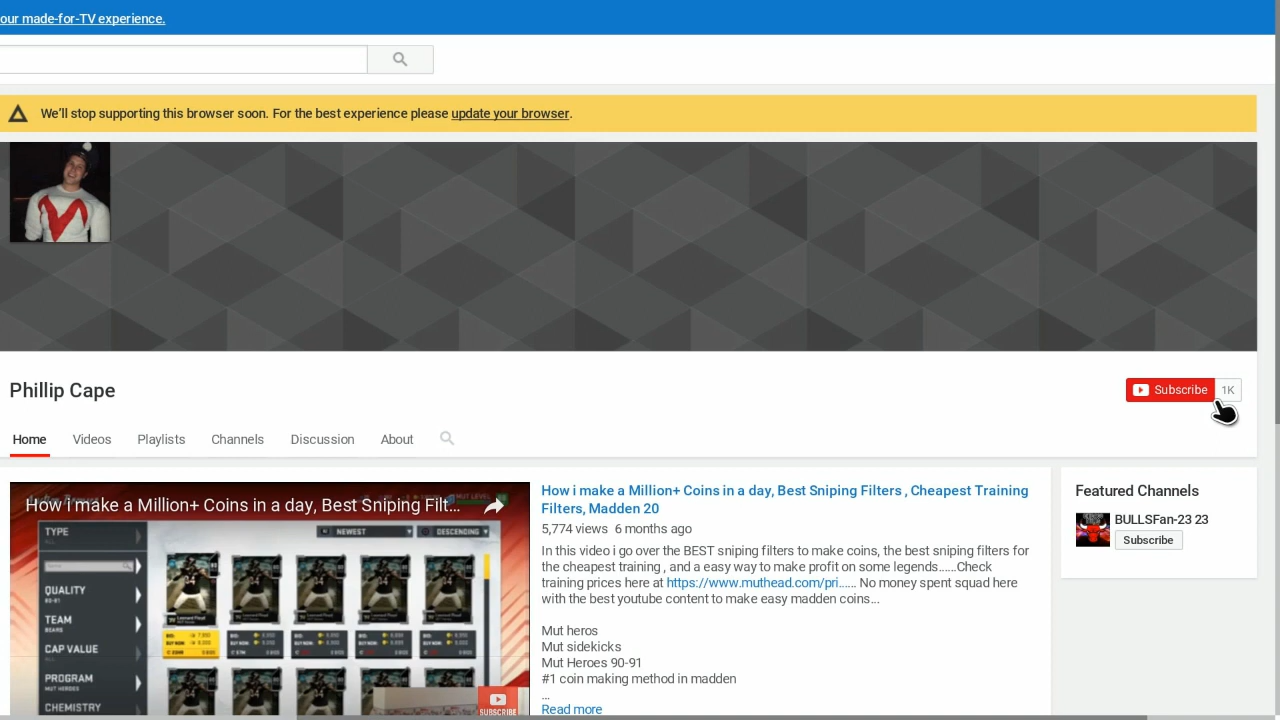 our made-for-TV experience.
We'll stop supporting this browser soon. For the best experience please update your browser.
Phillip Cape
Subscribe 1K
Home Videos Playlists Channels Discussion About
How i make a Million+ Coins in a day, Best Sniping Filt...
TYPE
ALL
NEWEST
DESCENDING
QUALITY
80-91
TEAM
BEARS
CAP VALUE
ALL
PROGRAM
MUT HEROES
CHEMISTRY
SUBSCRIBE
How i make a Million+ Coins in a day, Best Sniping Filters , Cheapest Training
Filters, Madden 20
5,774 views 6 months ago
In this video i go over the BEST sniping filters to make coins, the best sniping filters for
the cheapest training , and a easy way to make profit on some legends......Check
training prices here at https://www.muthead.com/pri...... No money spent squad here
with the best youtube content to make easy madden coins...
Mut heros
Mut sidekicks
Mut Heroes 90-91
#1 coin making method in madden
...
Read more
Featured Channels
BULLSFan-23 23
Subscribe